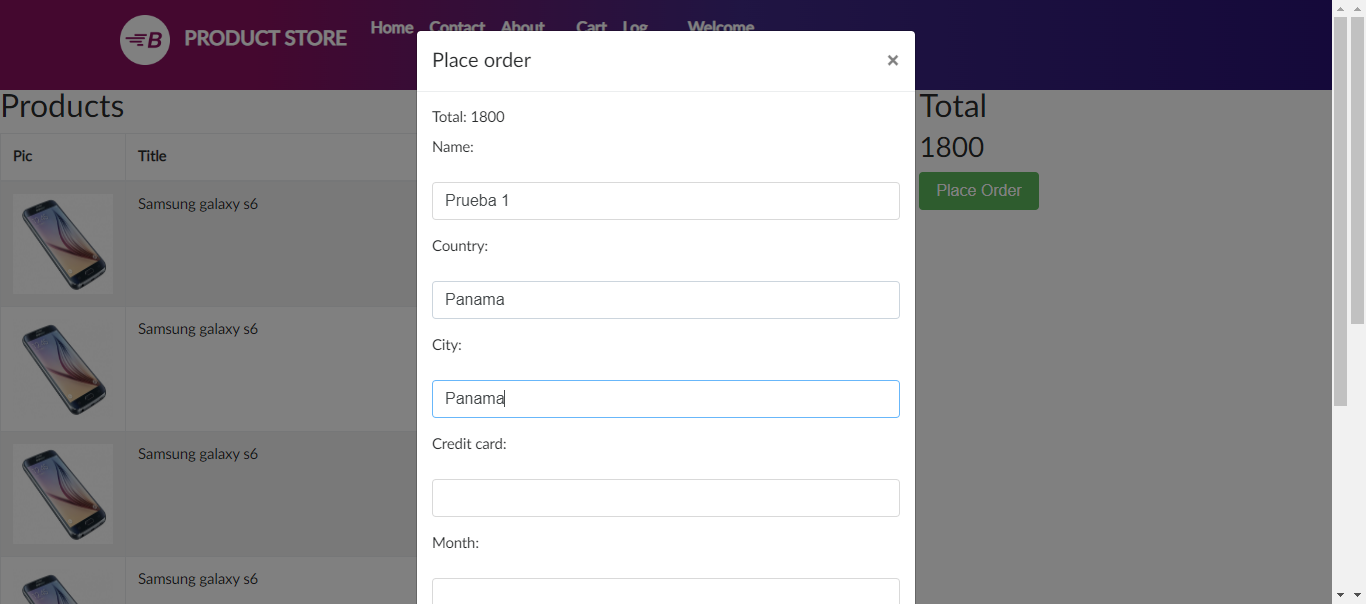 B PRODUCT STORE
Home Contact About Cart Log Welcome
Place order ×
Total: 1800
Name:
Prueba 1
Country:
Panama
City:
Panama
Credit card:
Month:
Products
Pic Title
Samsung galaxy s6
Samsung galaxy s6
Samsung galaxy s6
Samsung galaxy s6
Total
1800
Place Order